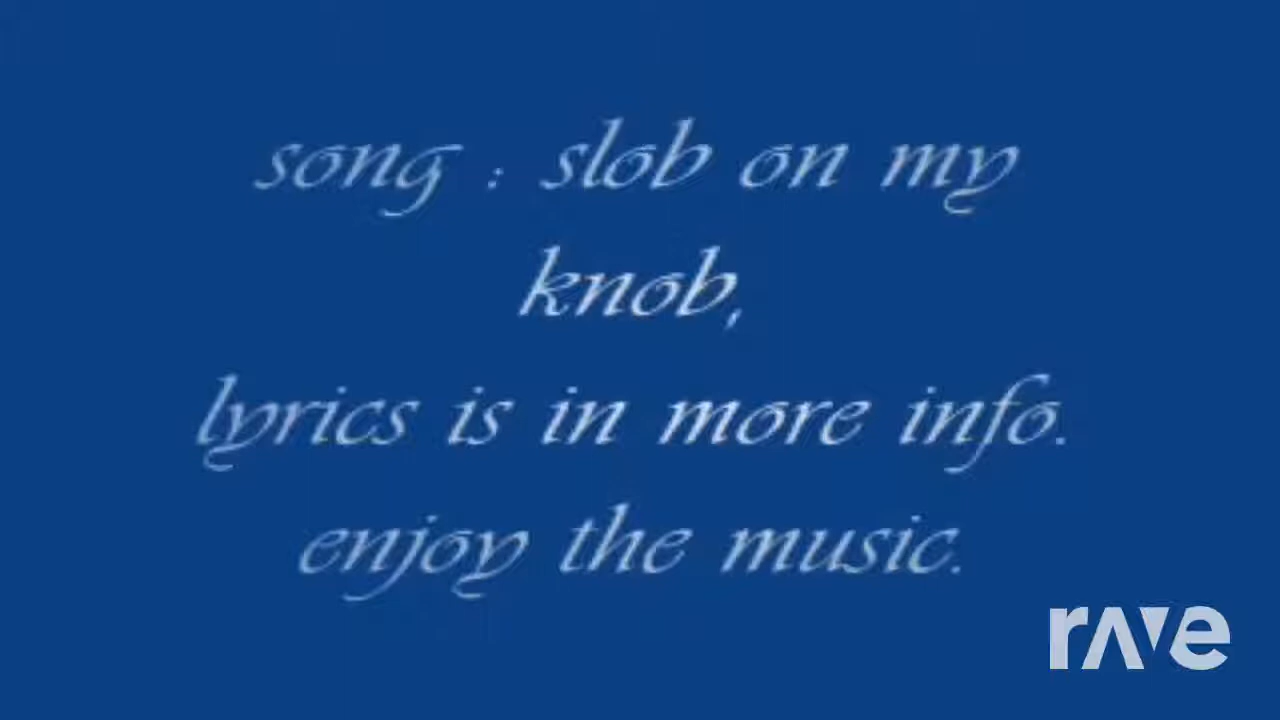 song : slob on my
knob,
lyrics is in more info.
enjoy the music.
rave